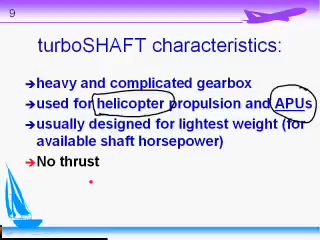 9
turboSHAFT characteristics:
➔heavy and complicated gearbox
➔used for helicopter propulsion and APUs
➔usually designed for lightest weight (for
available shaft horsepower)
➔No thrust